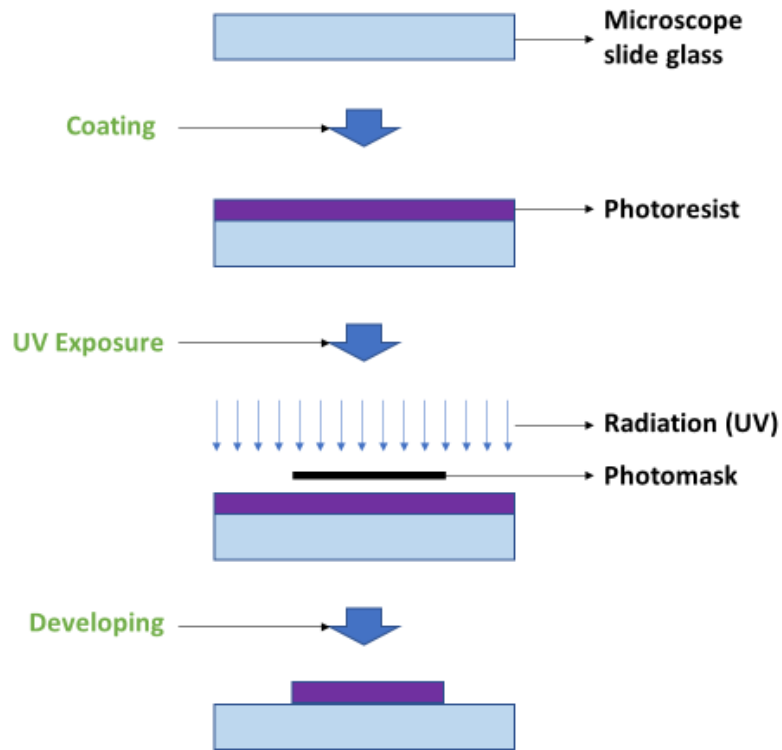 Microscope
slide glass
Coating
Photoresist
UV Exposure
Radiation (UV)
Photomask
Developing